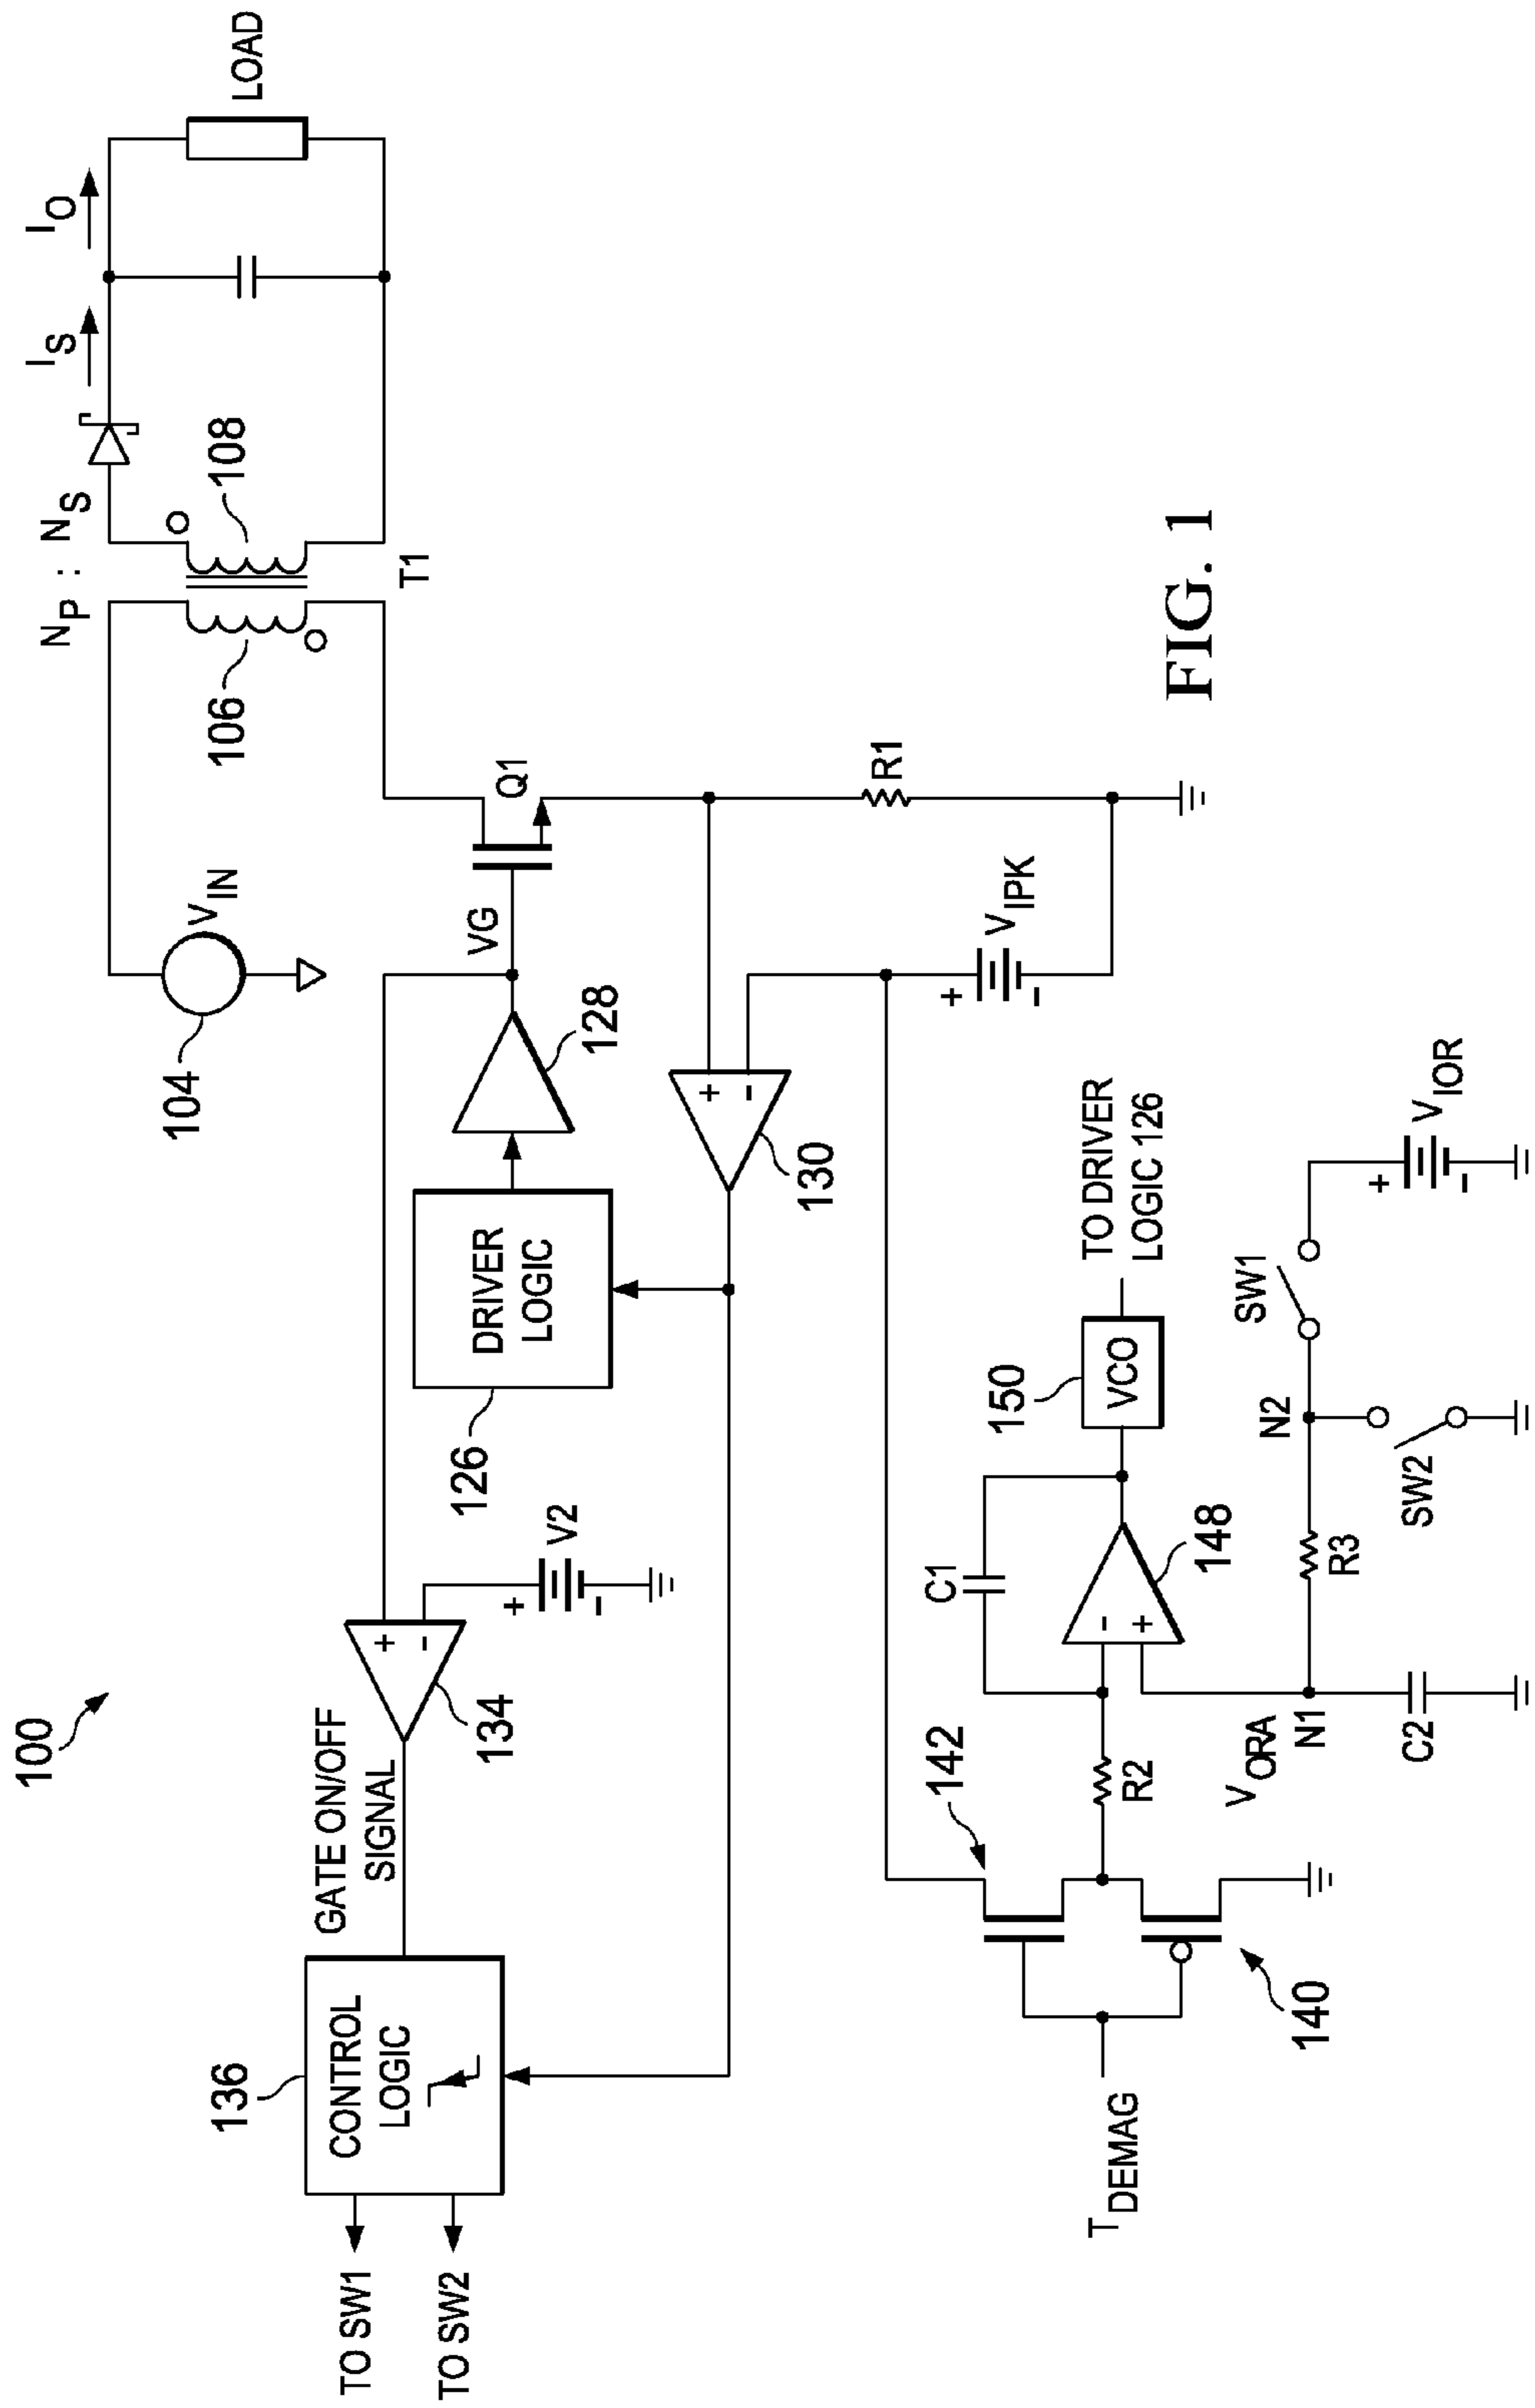 100
104
V_IN
106
N_P : N_S
108
T1
I_S
I_O
LOAD
136
CONTROL
LOGIC
TO SW1
TO SW2
GATE ON/OFF
SIGNAL
134
+
-
+
V2
-
126
DRIVER
LOGIC
128
VG
Q1
130
+
-
+
V_IPK
-
R1
T_DEMAG
142
140
R2
C1
-
+
148
150
VCO
TO DRIVER
LOGIC 126
V_ORA
N1
C2
R3
N2
SW2
SW1
+
V_IOR
-
FIG. 1